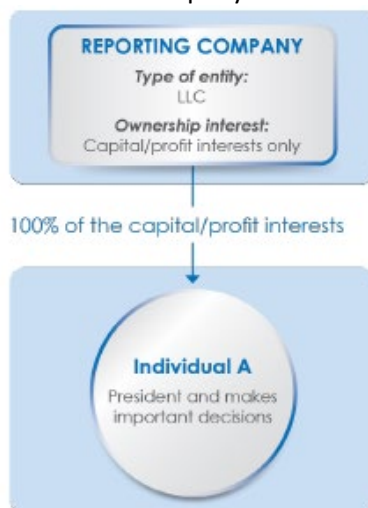 REPORTING COMPANY
Type of entity:
LLC
Ownership interest:
Capital/profit interests only
100% of the capital/profit interests
Individual A
President and makes
important decisions